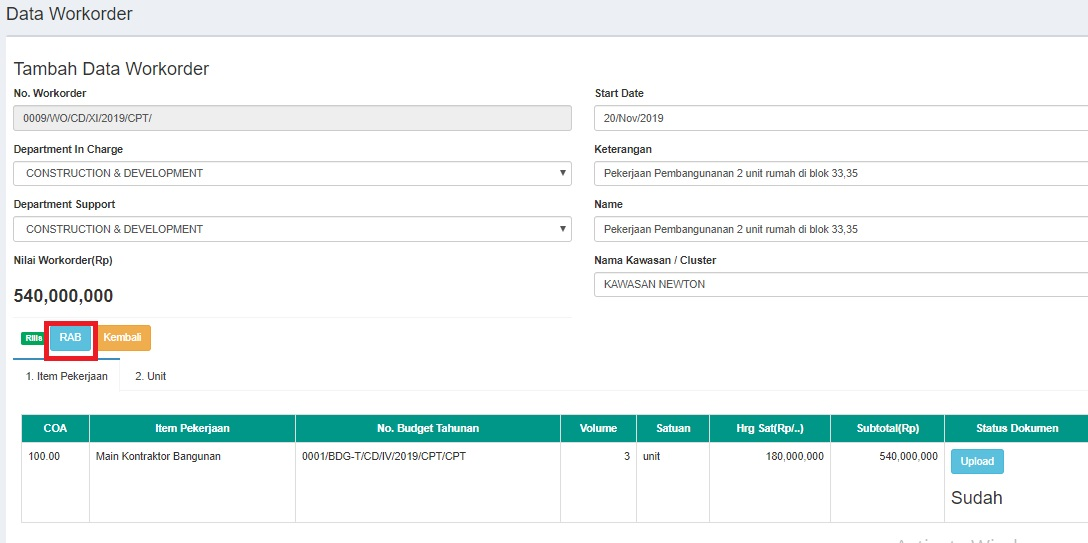 Data Workorder
Tambah Data Workorder
No. Workorder
Start Date
0009/WO/CD/XI/2019/CPT/
20/Nov/2019
Department In Charge
Keterangan
CONSTRUCTION & DEVELOPMENT
Pekerjaan Pembangunanan 2 unit rumah di blok 33,35
Department Support
Name
CONSTRUCTION & DEVELOPMENT
Pekerjaan Pembangunanan 2 unit rumah di blok 33,35
Nilai Workorder(Rp)
Nama Kawasan / Cluster
KAWASAN NEWTON
540,000,000
RAB Kembali
1. Item Pekerjaan 2. Unit
COA Item Pekerjaan No. Budget Tahunan Volume Satuan Hrg Sat(Rp/..) Subtotal(Rp) Status Dokumen
100.00 Main Kontraktor Bangunan 0001/BDG-T/CD/IV/2019/CPT/CPT 3 unit 180,000,000 540,000,000 Upload
Sudah